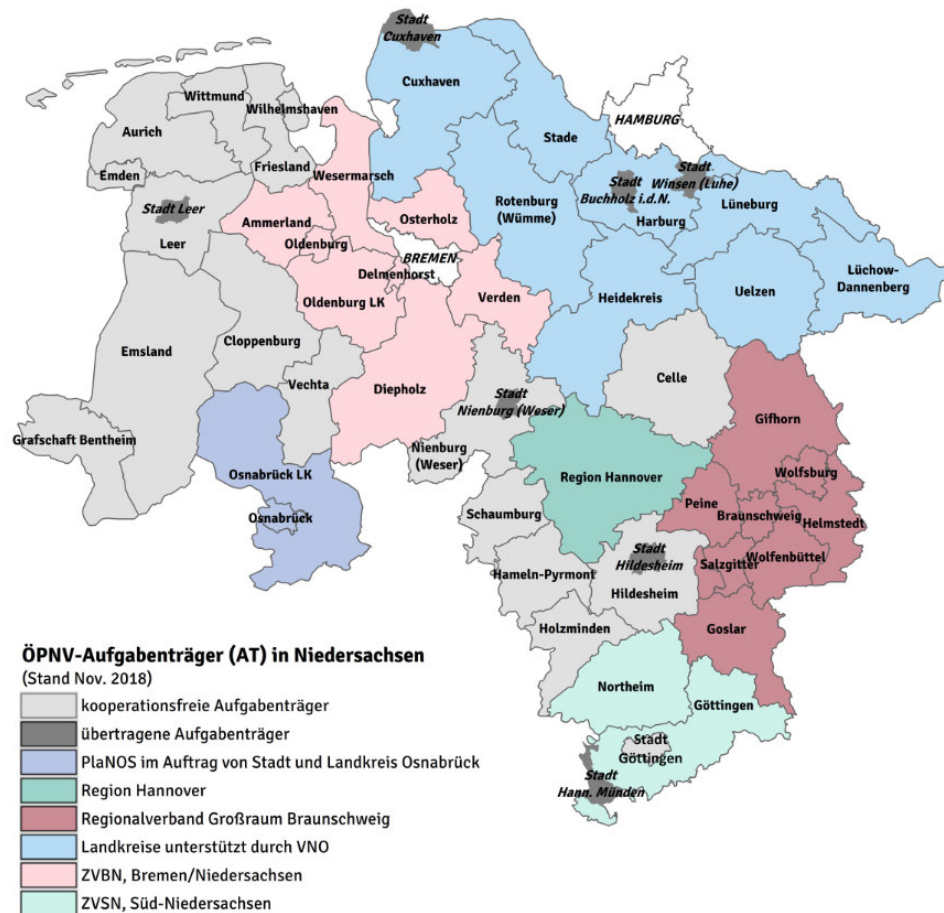 Stadt
Cuxhaven
Cuxhaven
Wittmund
Wilhelmshaven
Aurich
Stade
HAMBURG
Emden
Friesland
Wesermarsch
Stadt
Winsen (Luhe)
Stadt
Buchholz i.d.N.
Stadt Leer
Ammerland
Osterholz
Rotenburg
(Wümme)
Harburg
Lüneburg
Leer
Oldenburg
BREMEN
Delmenhorst
Lüchow-
Dannenberg
Oldenburg LK
Verden
Heidekreis
Uelzen
Emsland
Cloppenburg
Vechta
Diepholz
Celle
Stadt
Nienburg (Weser)
Gifhorn
Grafschaft Bentheim
Nienburg
(Weser)
Osnabrück LK
Region Hannover
Wolfsburg
Peine
Osnabrück
Schaumburg
Braunschweig
Helmstedt
Stadt
Hildesheim
Salzgitter
Wolfenbüttel
Hameln-Pyrmont
Hildesheim
Holzminden
Goslar
Northeim
Göttingen
Stadt
Göttingen
Stadt
Hann. Münden
ÖPNV-Aufgabenträger (AT) in Niedersachsen
(Stand Nov. 2018)
kooperationsfreie Aufgabenträger
übertragene Aufgabenträger
PlaNOS im Auftrag von Stadt und Landkreis Osnabrück
Region Hannover
Regionalverband Großraum Braunschweig
Landkreise unterstützt durch VNO
ZVBN, Bremen/Niedersachsen
ZVSN, Süd-Niedersachsen